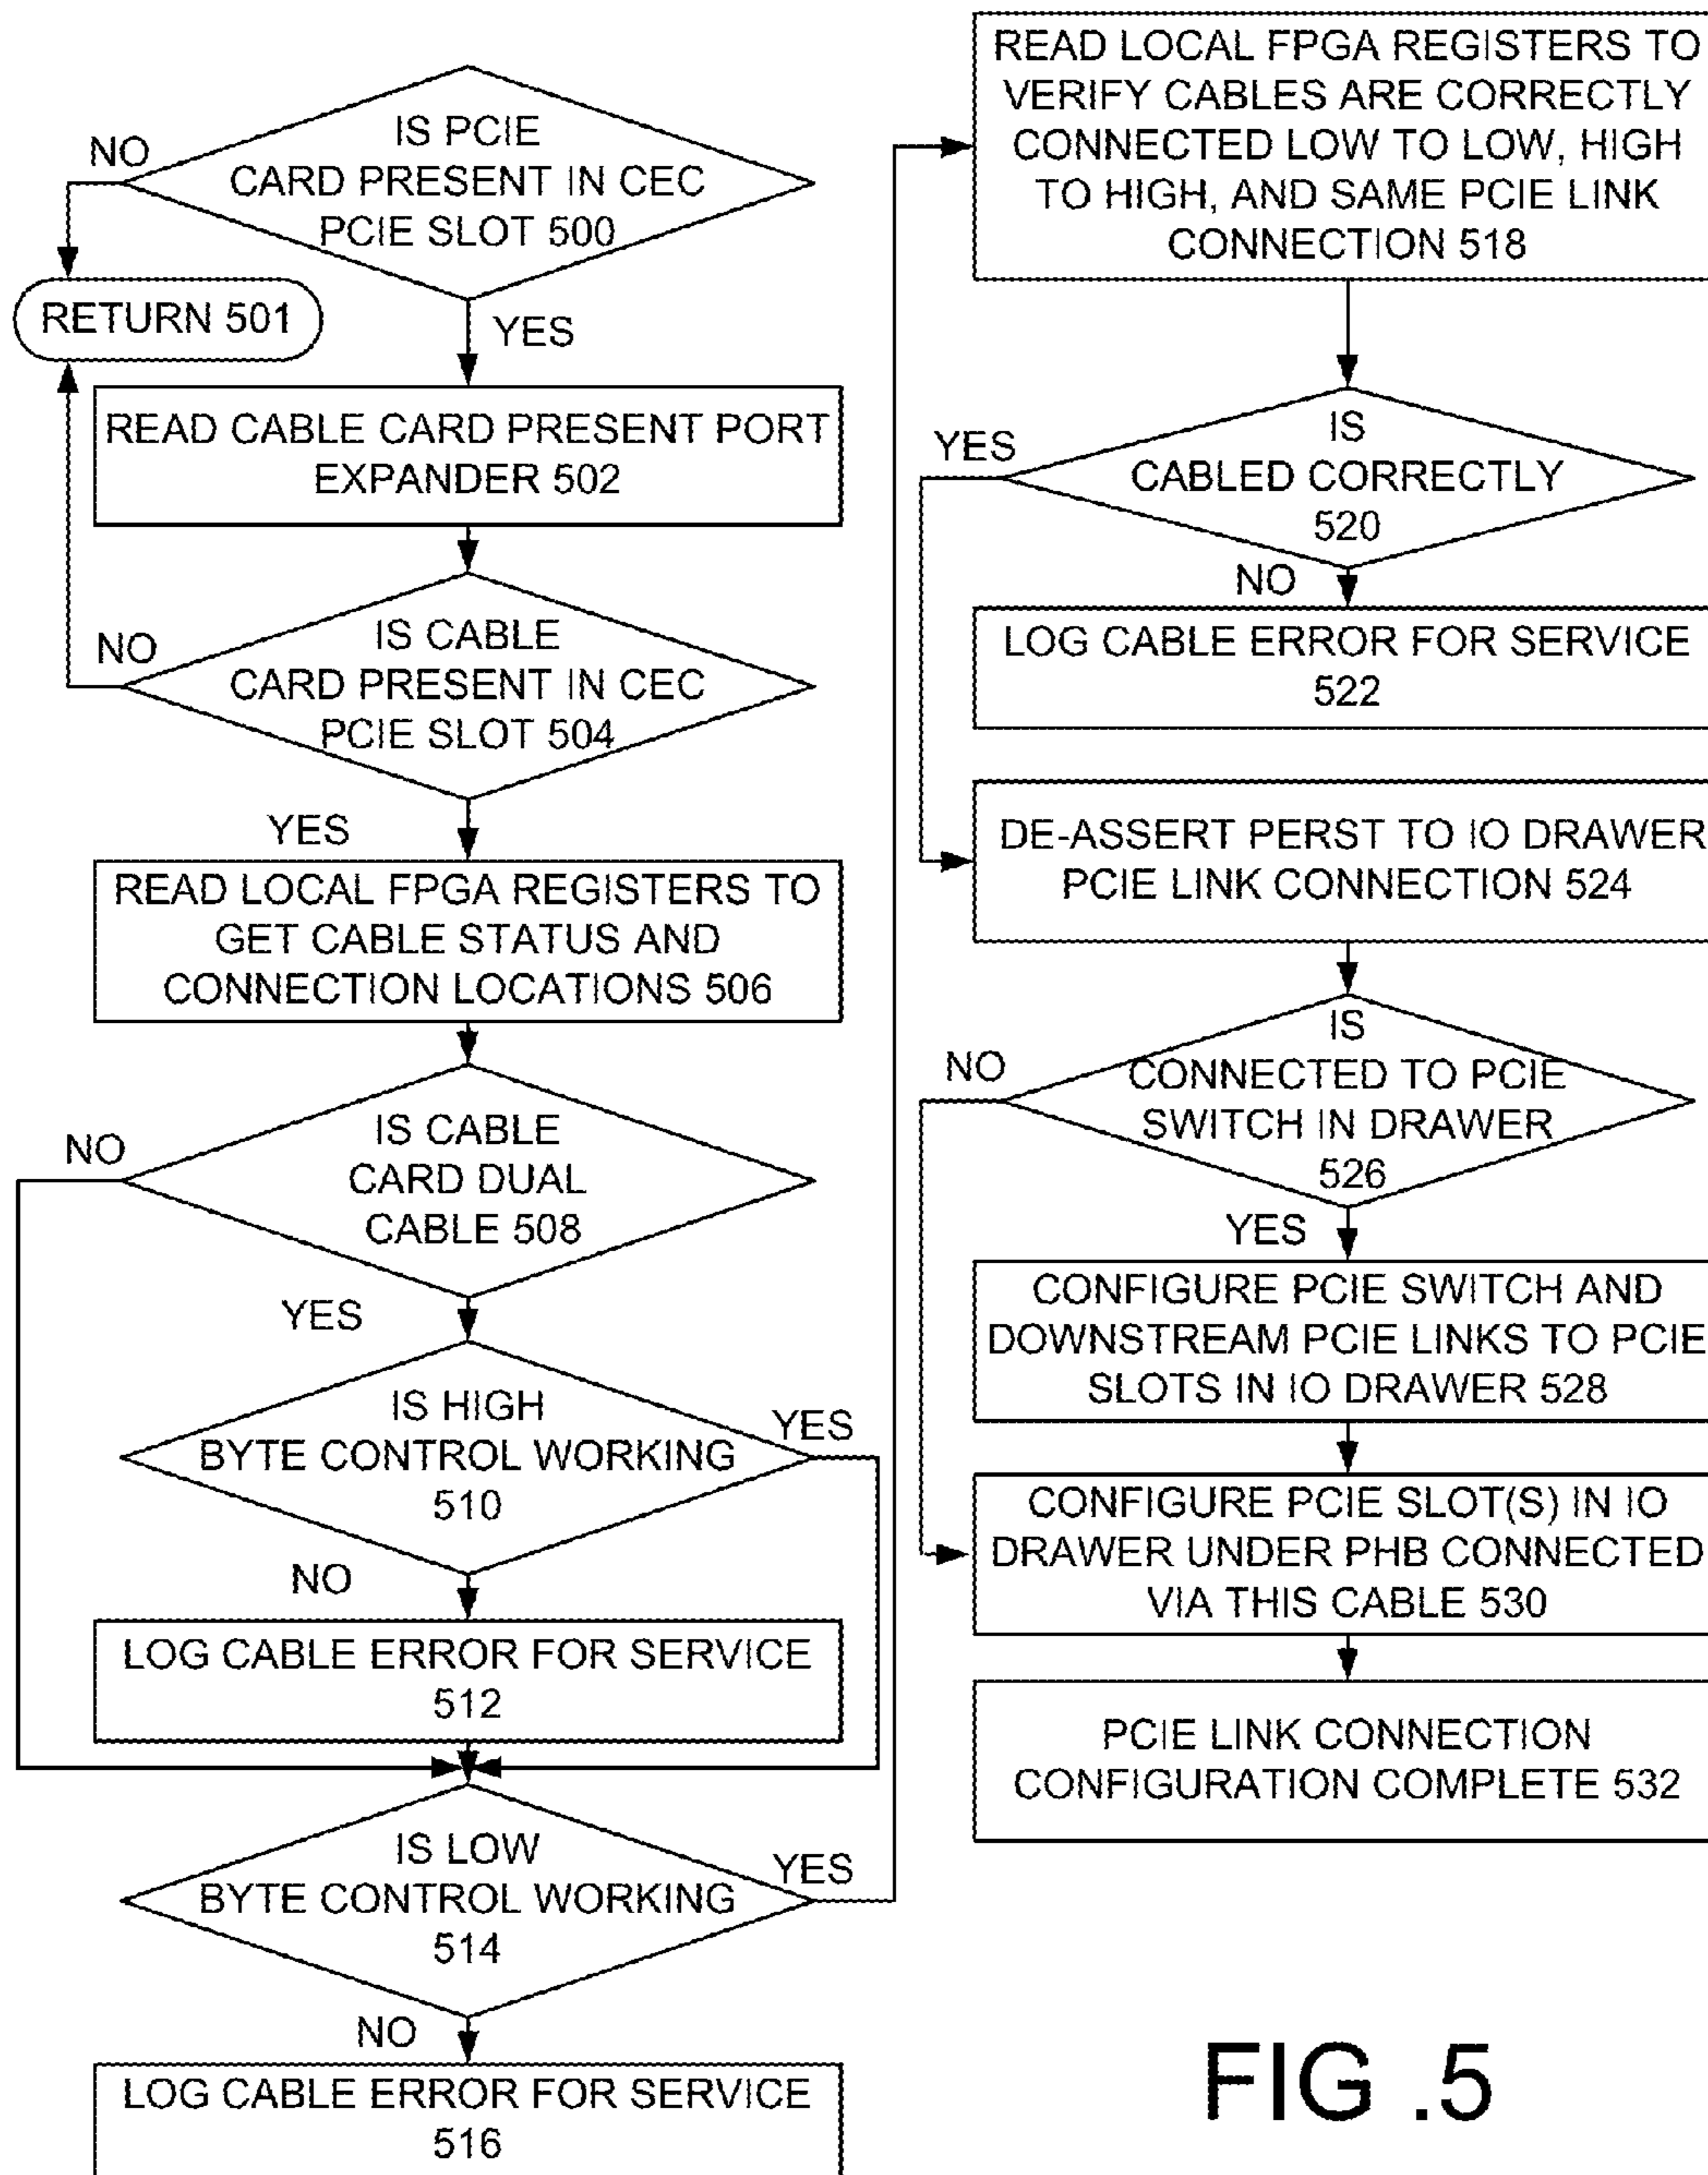 IS PCIE
CARD PRESENT IN CEC
PCIE SLOT 500
NO
RETURN 501
YES
READ CABLE CARD PRESENT PORT
EXPANDER 502
IS CABLE
CARD PRESENT IN CEC
PCIE SLOT 504
NO
YES
READ LOCAL FPGA REGISTERS TO
GET CABLE STATUS AND
CONNECTION LOCATIONS 506
IS CABLE
CARD DUAL
CABLE 508
NO
YES
IS HIGH
BYTE CONTROL WORKING
510
YES
NO
LOG CABLE ERROR FOR SERVICE
512
IS LOW
BYTE CONTROL WORKING
514
YES
NO
LOG CABLE ERROR FOR SERVICE
516
READ LOCAL FPGA REGISTERS TO
VERIFY CABLES ARE CORRECTLY
CONNECTED LOW TO LOW, HIGH
TO HIGH, AND SAME PCIE LINK
CONNECTION 518
IS
CABLED CORRECTLY
520
YES
NO
LOG CABLE ERROR FOR SERVICE
522
DE-ASSERT PERST TO IO DRAWER
PCIE LINK CONNECTION 524
IS
CONNECTED TO PCIE
SWITCH IN DRAWER
526
NO
YES
CONFIGURE PCIE SWITCH AND
DOWNSTREAM PCIE LINKS TO PCIE
SLOTS IN IO DRAWER 528
CONFIGURE PCIE SLOT(S) IN IO
DRAWER UNDER PHB CONNECTED
VIA THIS CABLE 530
PCIE LINK CONNECTION
CONFIGURATION COMPLETE 532
FIG .5